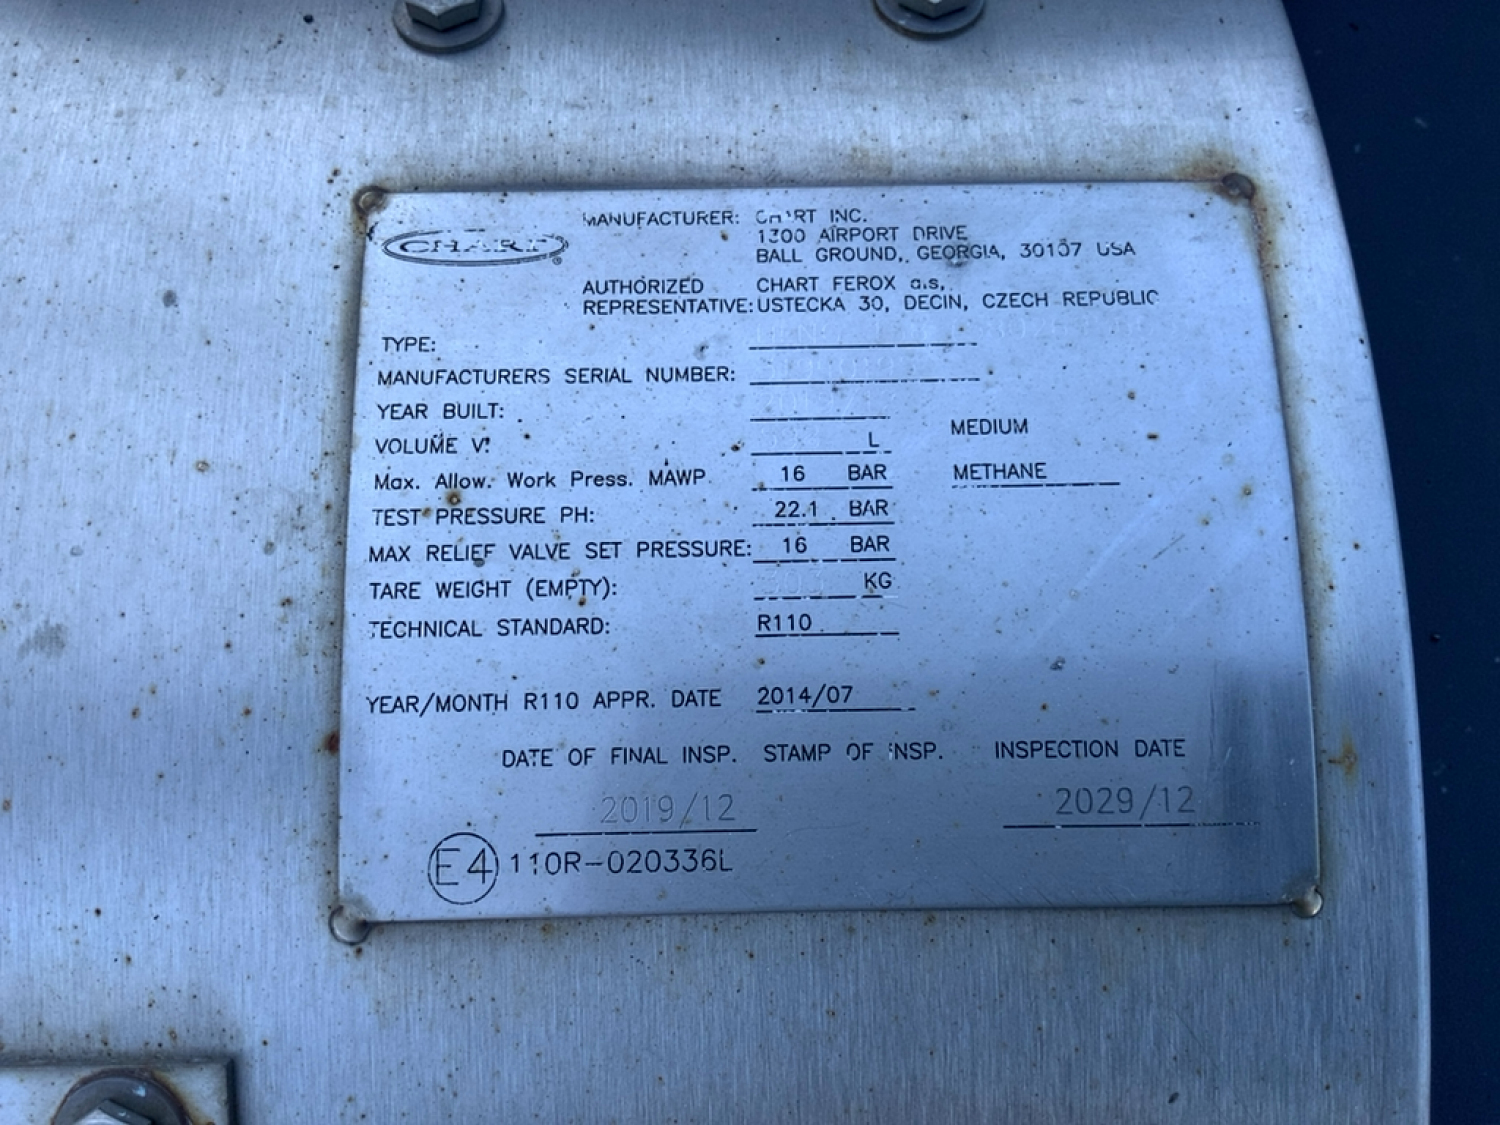 CHART
MANUFACTURER: CHART INC.
1300 AIRPORT DRIVE
BALL GROUND, GEORGIA, 30107 USA
AUTHORIZED CHART FEROX a.s,
REPRESENTATIVE: USTECKA 30, DECIN, CZECH REPUBLIC
TYPE:
MANUFACTURERS SERIAL NUMBER:
YEAR BUILT:
VOLUME V: L MEDIUM
Max. Allow. Work Press. MAWP 16 BAR METHANE
TEST PRESSURE PH: 22.1 BAR
MAX RELIEF VALVE SET PRESSURE: 16 BAR
TARE WEIGHT (EMPTY): KG
TECHNICAL STANDARD: R110
YEAR/MONTH R110 APPR. DATE 2014/07
DATE OF FINAL INSP. STAMP OF INSP. INSPECTION DATE
2019/12 2029/12
E4 110R-020336L